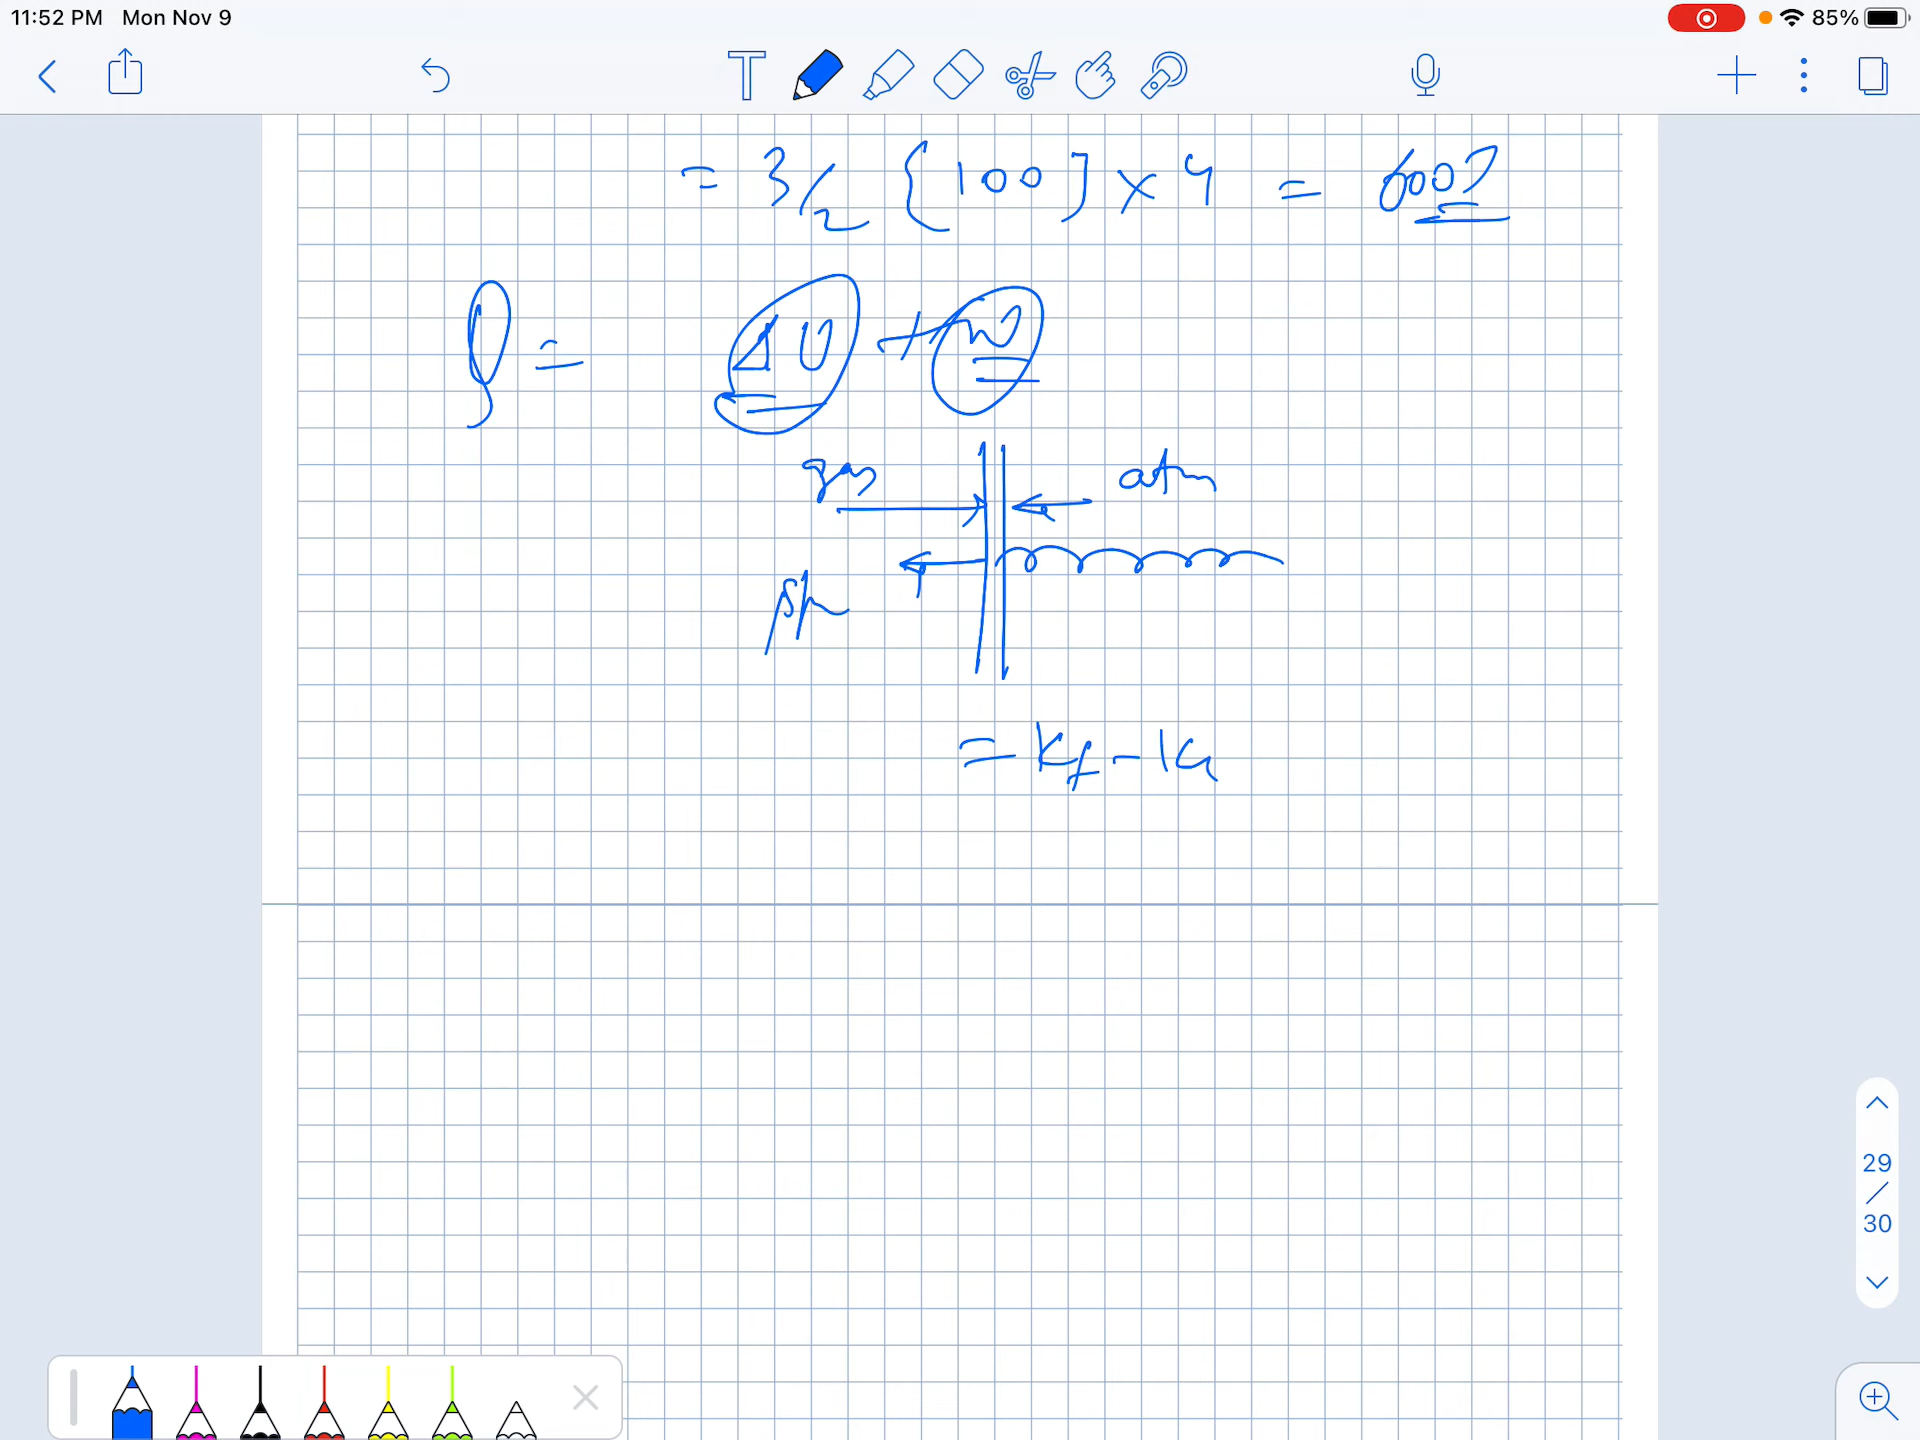 11:52 PM Mon Nov 9 85%
T
= 3/2 {100] x 4 = 600J
Q = ΔU + W
gas atm
sp
= Kf - Ki
29
/
30